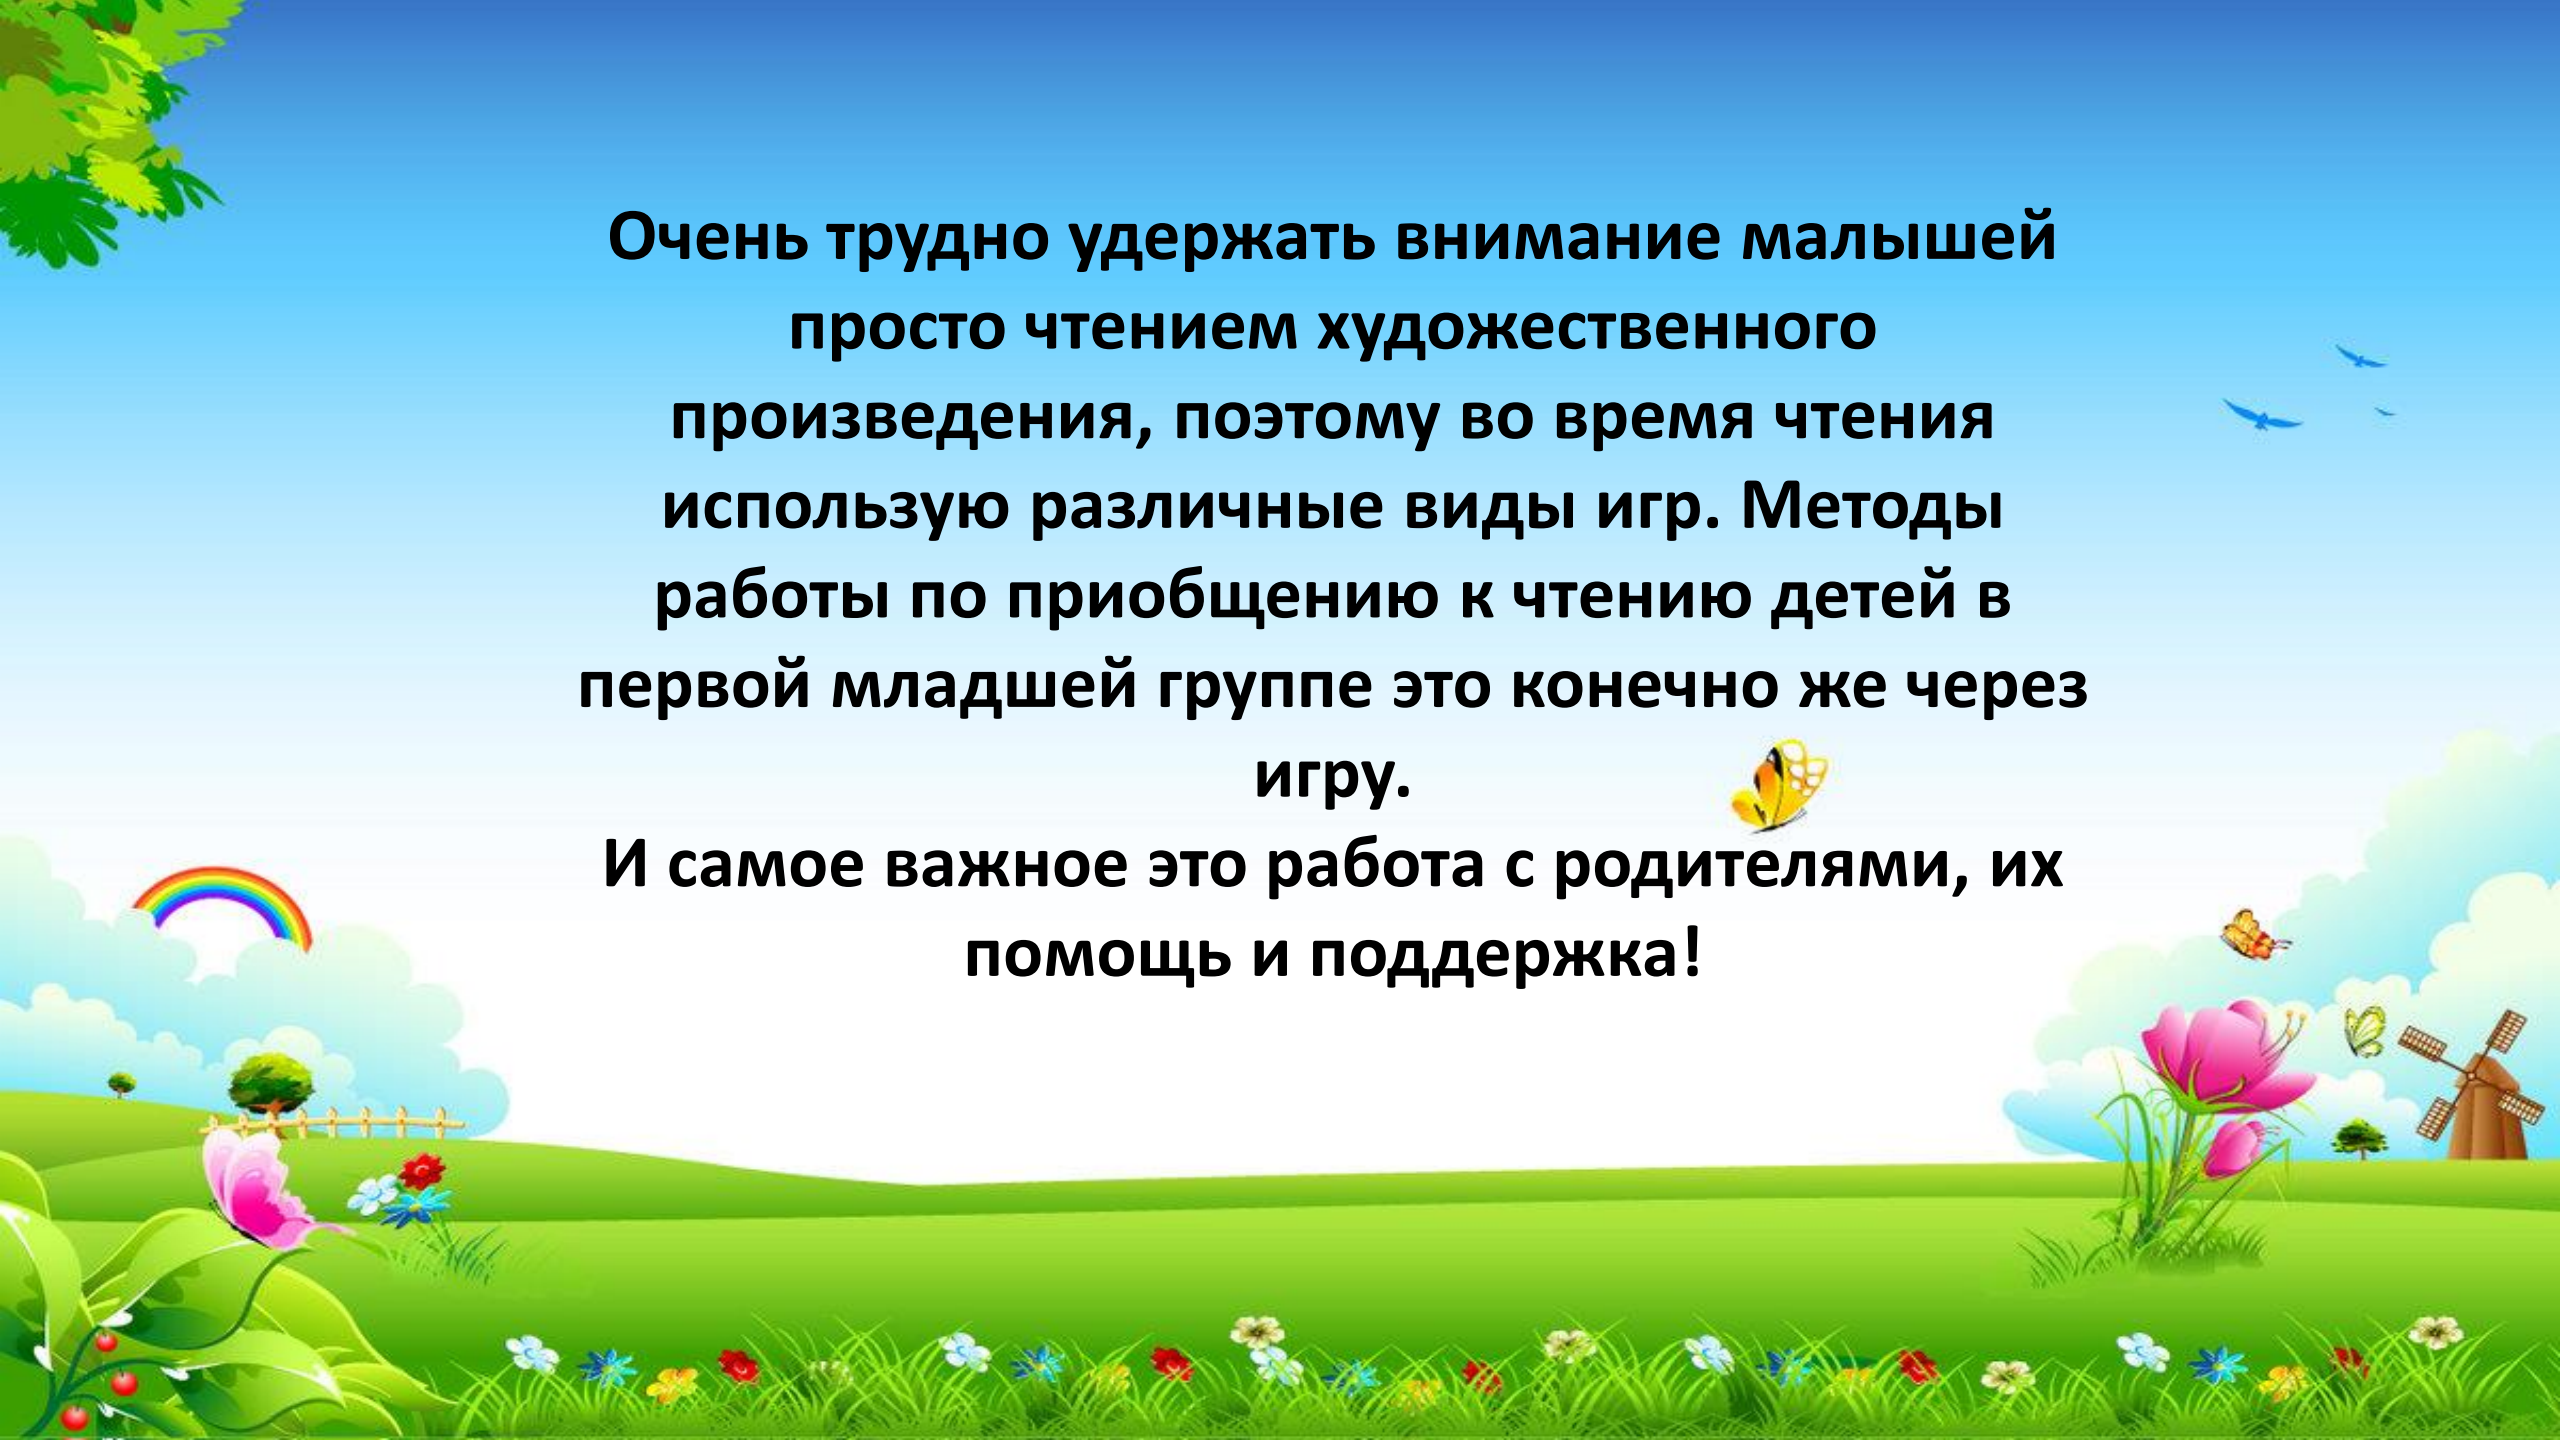 Очень трудно удержать внимание малышей
просто чтением художественного
произведения, поэтому во время чтения
использую различные виды игр. Методы
работы по приобщению к чтению детей в
первой младшей группе это конечно же через
игру.
И самое важное это работа с родителями, их
помощь и поддержка!